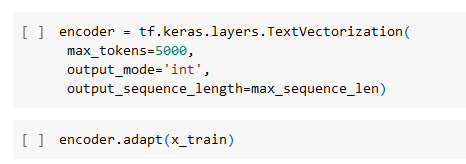 [ ] encoder = tf.keras.layers.TextVectorization(
max_tokens=5000,
output_mode='int',
output_sequence_length=max_sequence_len)
[ ] encoder.adapt(x_train)